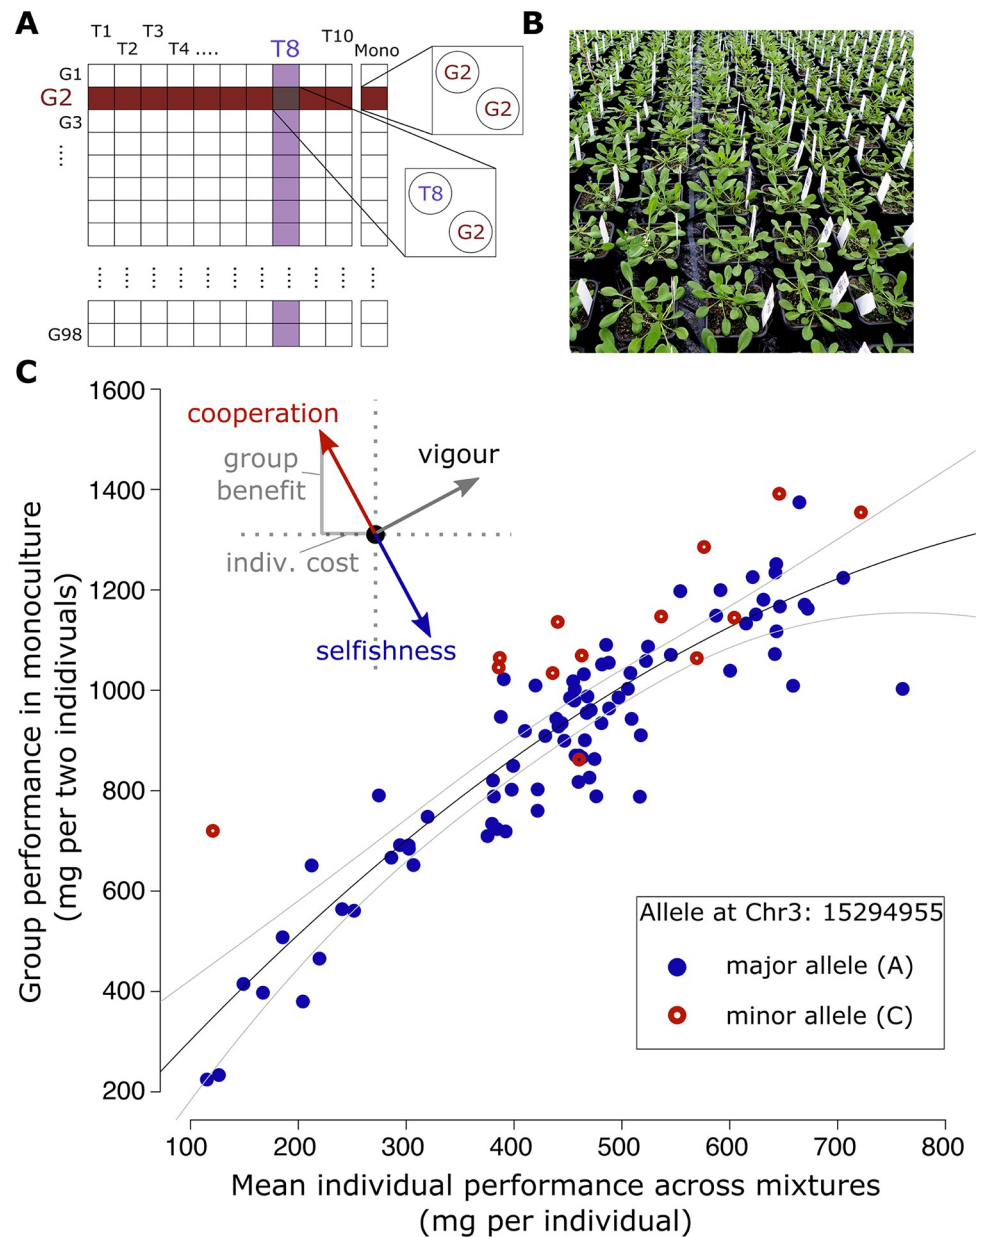 A
T1 T3
T2 T4 .... T8 T10 Mono
G1
G2
G3
....
G98
G2
G2
T8
G2
B
C
Group performance in monoculture
(mg per two indidivuals)
1600
1400
1200
1000
800
600
400
200
cooperation
group
benefit
vigour
indiv. cost
selfishness
Allele at Chr3: 15294955
major allele (A)
minor allele (C)
100 200 300 400 500 600 700 800
Mean individual performance across mixtures
(mg per individual)